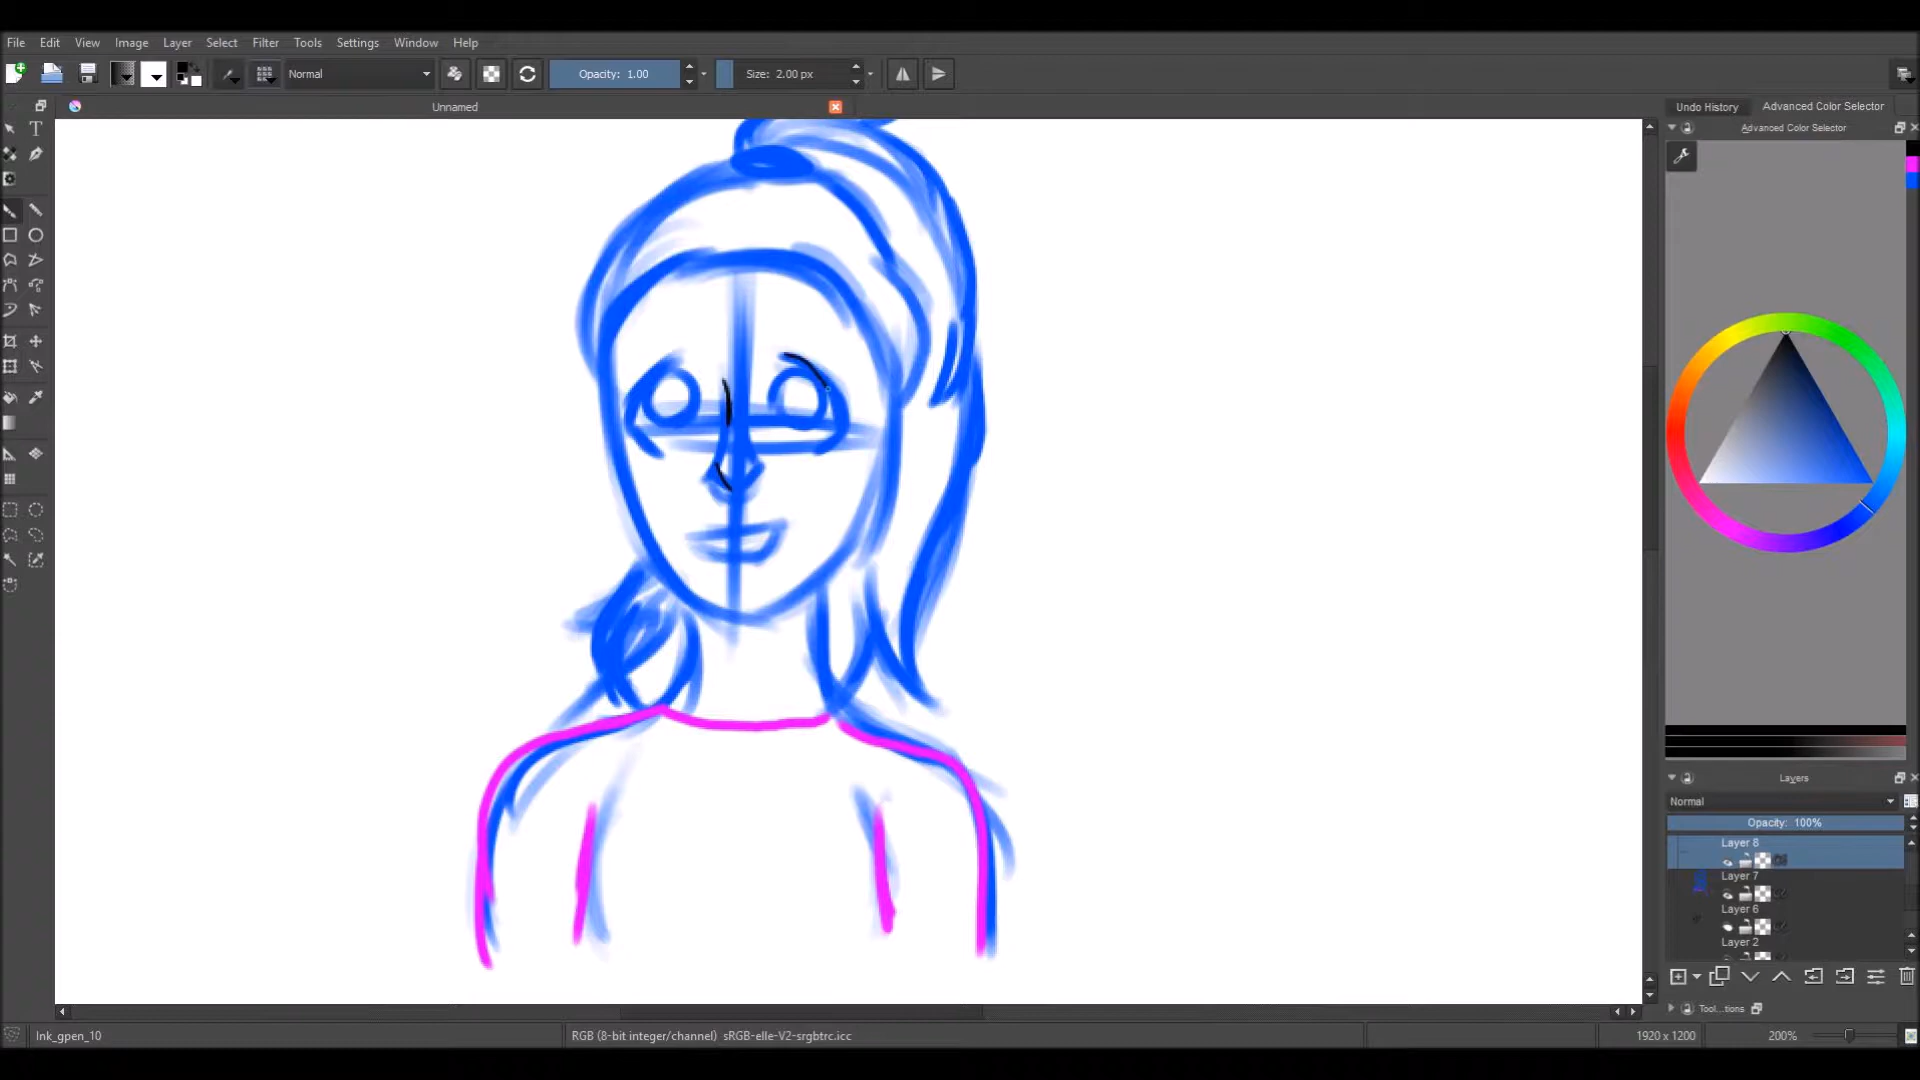 File Edit View Image Layer Select Filter Tools Settings Window Help
Normal Opacity: 1.00 Size: 2.00 px
Unnamed
Undo History Advanced Color Selector
Advanced Color Selector
Layers
Normal
Opacity: 100%
Layer 8
Layer 7
Layer 6
Layer 2
Tool...tions
Ink_gpen_10 RGB (8-bit integer/channel) sRGB-elle-V2-srgbtrc.icc 1920 x 1200 200%